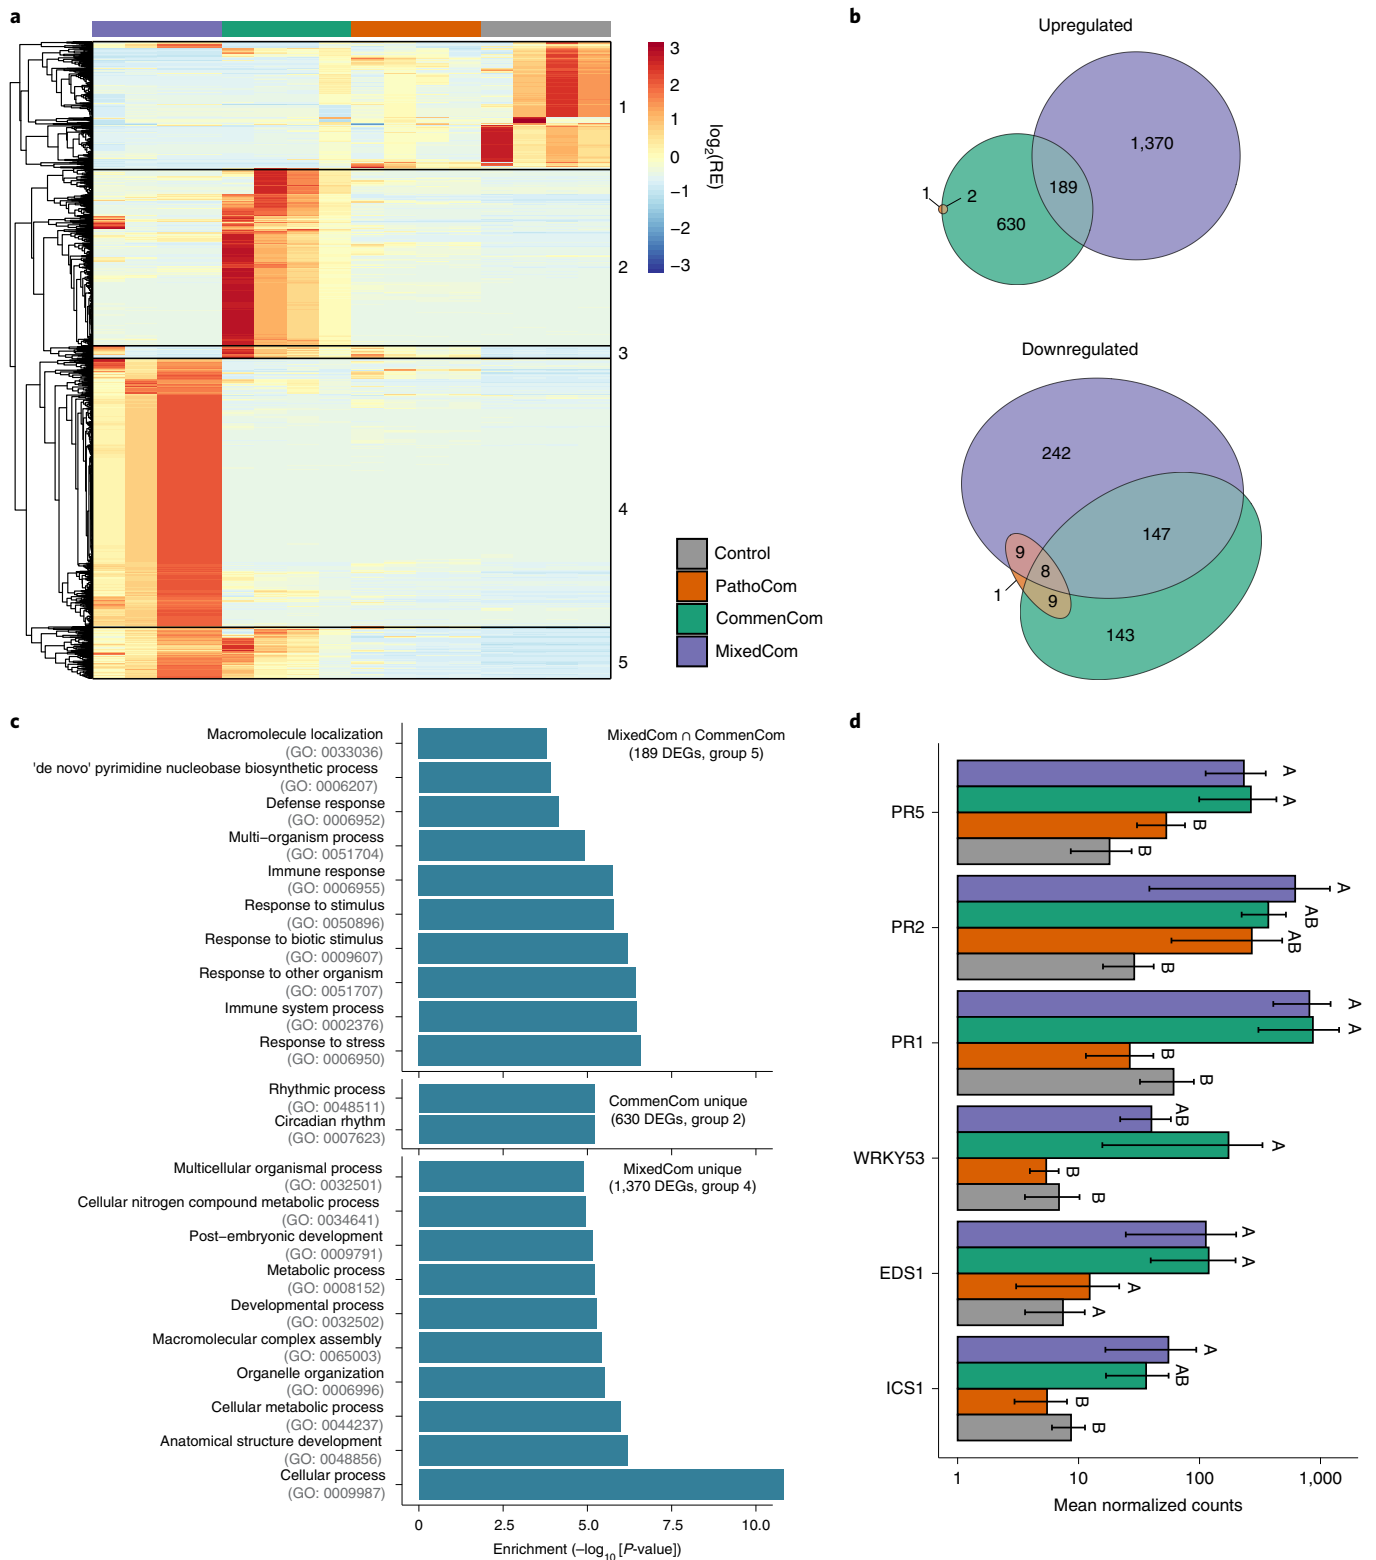 a
3
2
1
0
−1
−2
−3
log2(RE)
1
2
3
4
5
Control
PathoCom
CommenCom
MixedCom
b
Upregulated
1,370
189
1
2
630
Downregulated
242
147
9
8
1
9
143
c
Macromolecule localization
(GO: 0033036)
'de novo' pyrimidine nucleobase biosynthetic process
(GO: 0006207)
Defense response
(GO: 0006952)
Multi−organism process
(GO: 0051704)
Immune response
(GO: 0006955)
Response to stimulus
(GO: 0050896)
Response to biotic stimulus
(GO: 0009607)
Response to other organism
(GO: 0051707)
Immune system process
(GO: 0002376)
Response to stress
(GO: 0006950)
MixedCom ∩ CommenCom
(189 DEGs, group 5)
Rhythmic process
(GO: 0048511)
Circadian rhythm
(GO: 0007623)
CommenCom unique
(630 DEGs, group 2)
Multicellular organismal process
(GO: 0032501)
Cellular nitrogen compound metabolic process
(GO: 0034641)
Post−embryonic development
(GO: 0009791)
Metabolic process
(GO: 0008152)
Developmental process
(GO: 0032502)
Macromolecular complex assembly
(GO: 0065003)
Organelle organization
(GO: 0006996)
Cellular metabolic process
(GO: 0044237)
Anatomical structure development
(GO: 0048856)
Cellular process
(GO: 0009987)
MixedCom unique
(1,370 DEGs, group 4)
0
2.5
5.0
7.5
10.0
Enrichment (−log10 [P-value])
d
PR5
A
A
B
B
PR2
A
AB
AB
B
PR1
A
A
B
B
WRKY53
AB
A
B
B
EDS1
A
A
A
A
ICS1
A
AB
B
B
1
10
100
1,000
Mean normalized counts